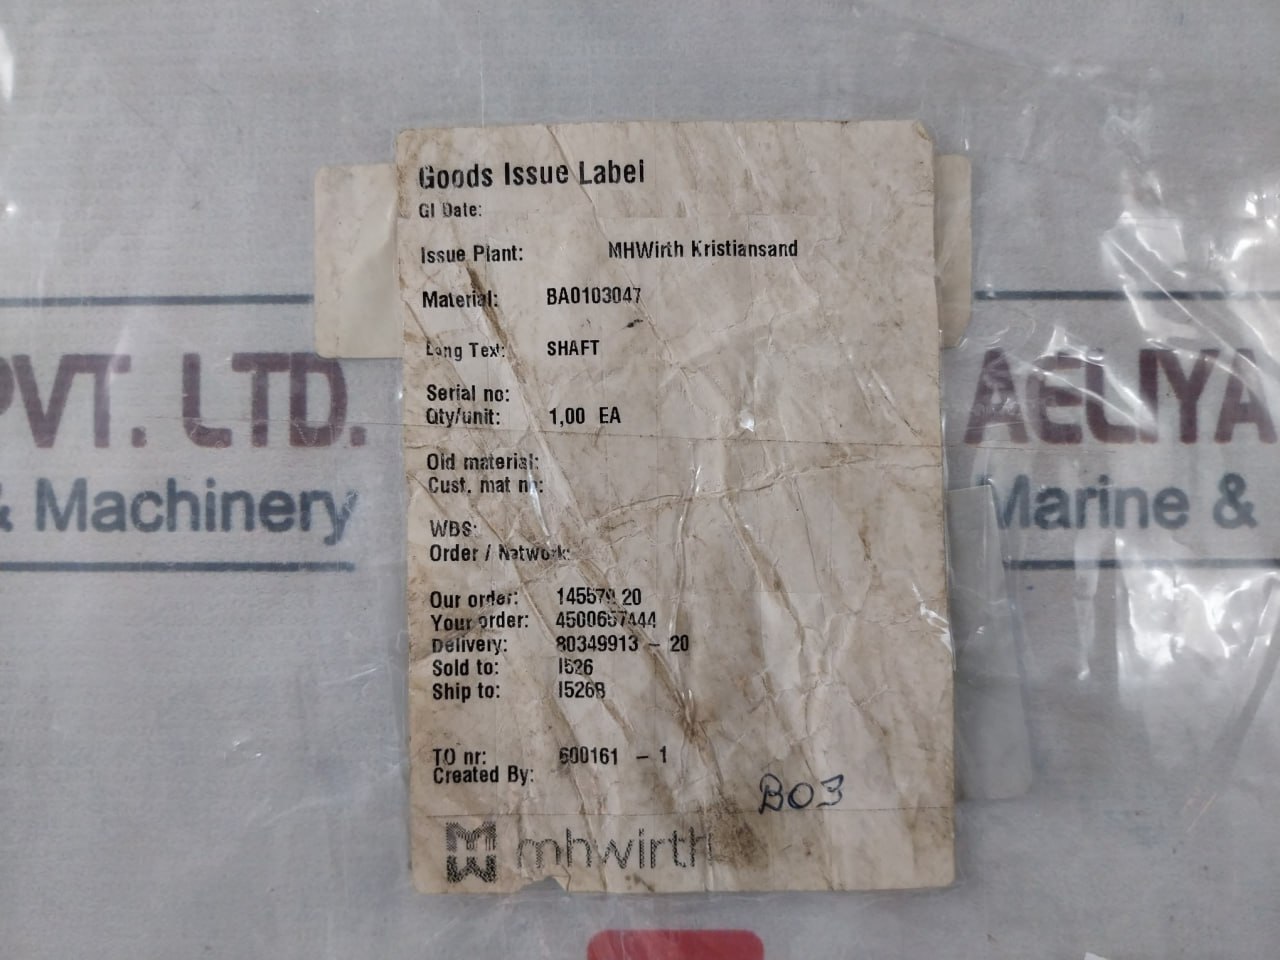 Goods Issue Label
GI Date:
Issue Plant: MHWirth Kristiansand
Material: BA0103047
Long Text: SHAFT
Serial no:
Qty/unit: 1,00 EA
Old material:
Cust. mat no:
WBS:
Order / Network:
Our order: 20
Your order: 4500657444
Delivery: 80349913 - 20
Sold to: I526
Ship to: I526B
TO nr: 600161 - 1
Created By:
B03
mhwirth
PVT. LTD.
& Machinery
AELIYA
Marine &